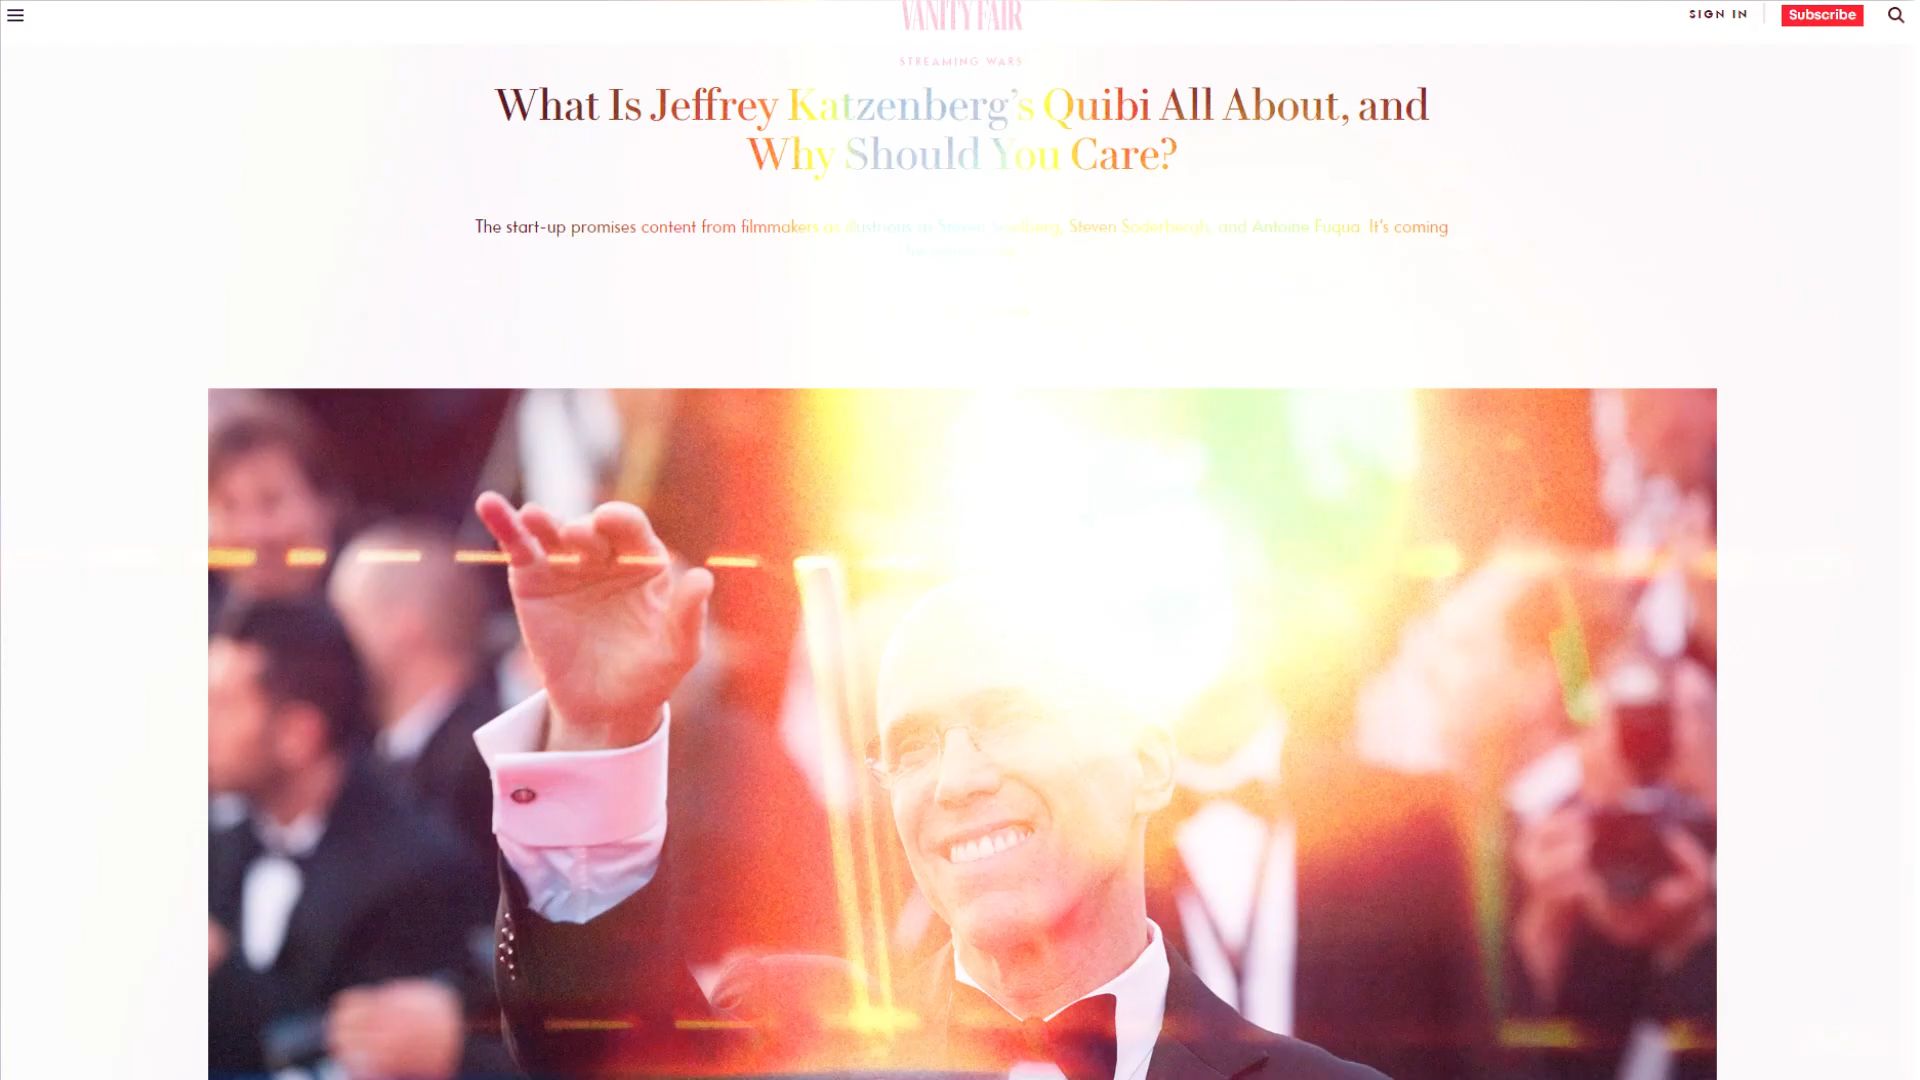 VANITY FAIR
SIGN IN
Subscribe
STREAMING WARS
What Is Jeffrey Katzenberg's Quibi All About, and
Why Should You Care?
The start-up promises content from filmmakers as illustrious as Steven Spielberg, Steven Soderbergh, and Antoine Fuqua. It's coming